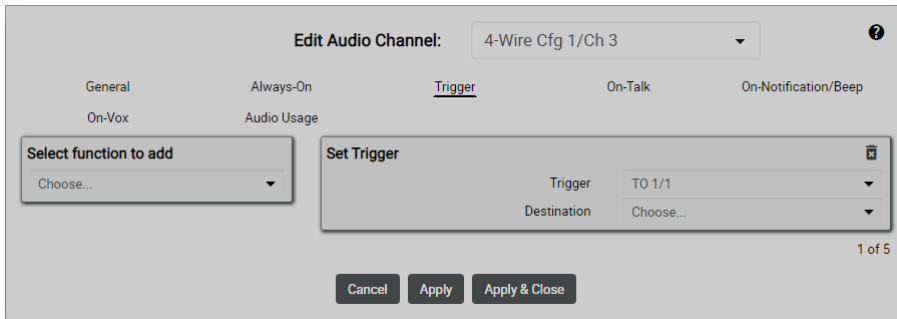 Edit Audio Channel: 4-Wire Cfg 1/Ch 3 ?
General Always-On Trigger On-Talk On-Notification/Beep
On-Vox Audio Usage
Select function to add
Choose...
Set Trigger
Trigger TO 1/1
Destination Choose...
1 of 5
Cancel Apply Apply & Close